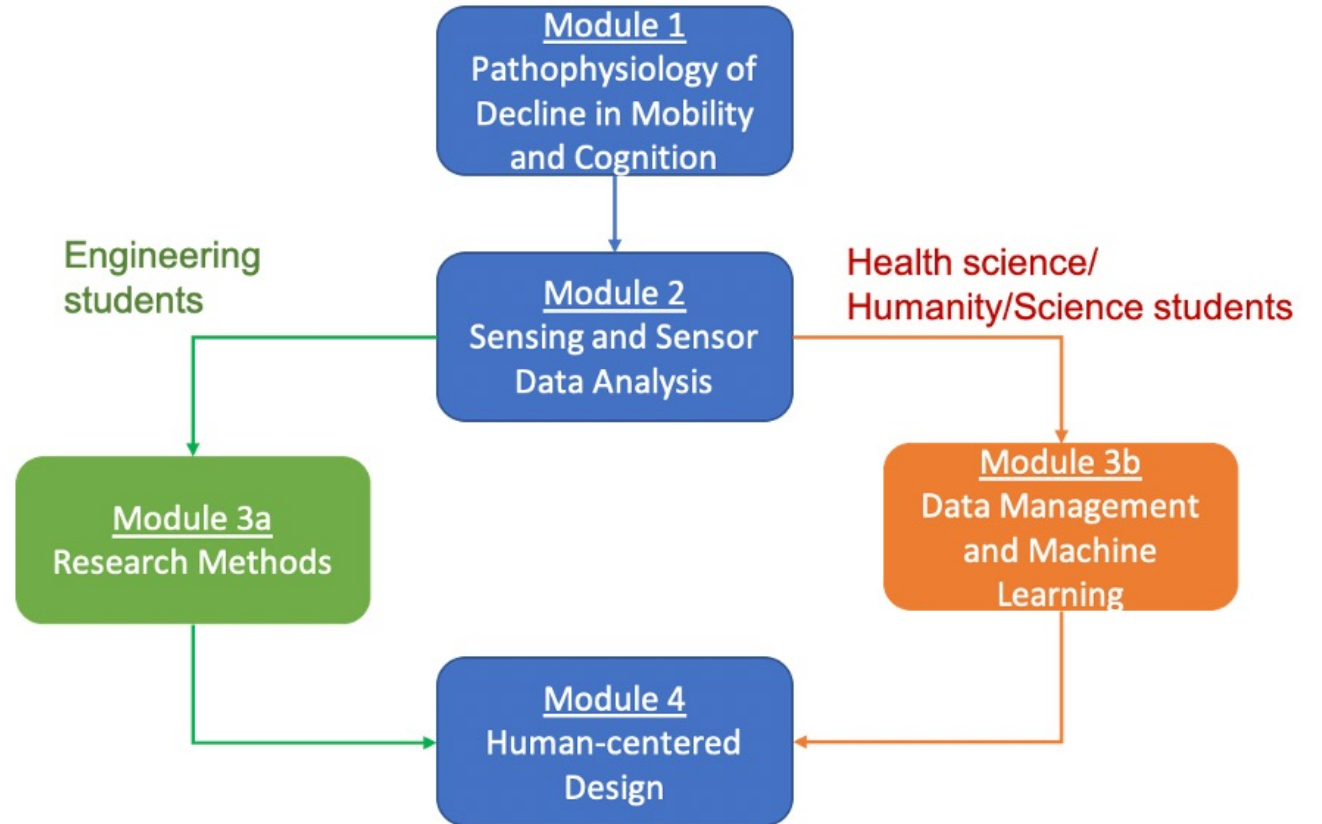 Module 1
Pathophysiology of
Decline in Mobility
and Cognition
Engineering
students
Module 2
Sensing and Sensor
Data Analysis
Health science/
Humanity/Science students
Module 3a
Research Methods
Module 3b
Data Management
and Machine
Learning
Module 4
Human-centered
Design